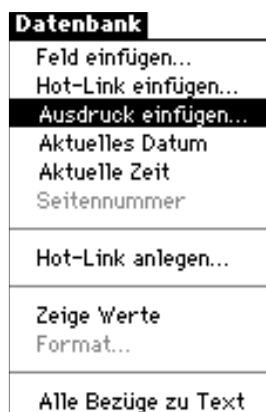 Datenbank
Feld einfügen...
Hot-Link einfügen...
Ausdruck einfügen...
Aktuelles Datum
Aktuelle Zeit
Seitennummer
Hot-Link anlegen...
Zeige Werte
Format...
Alle Bezüge zu Text